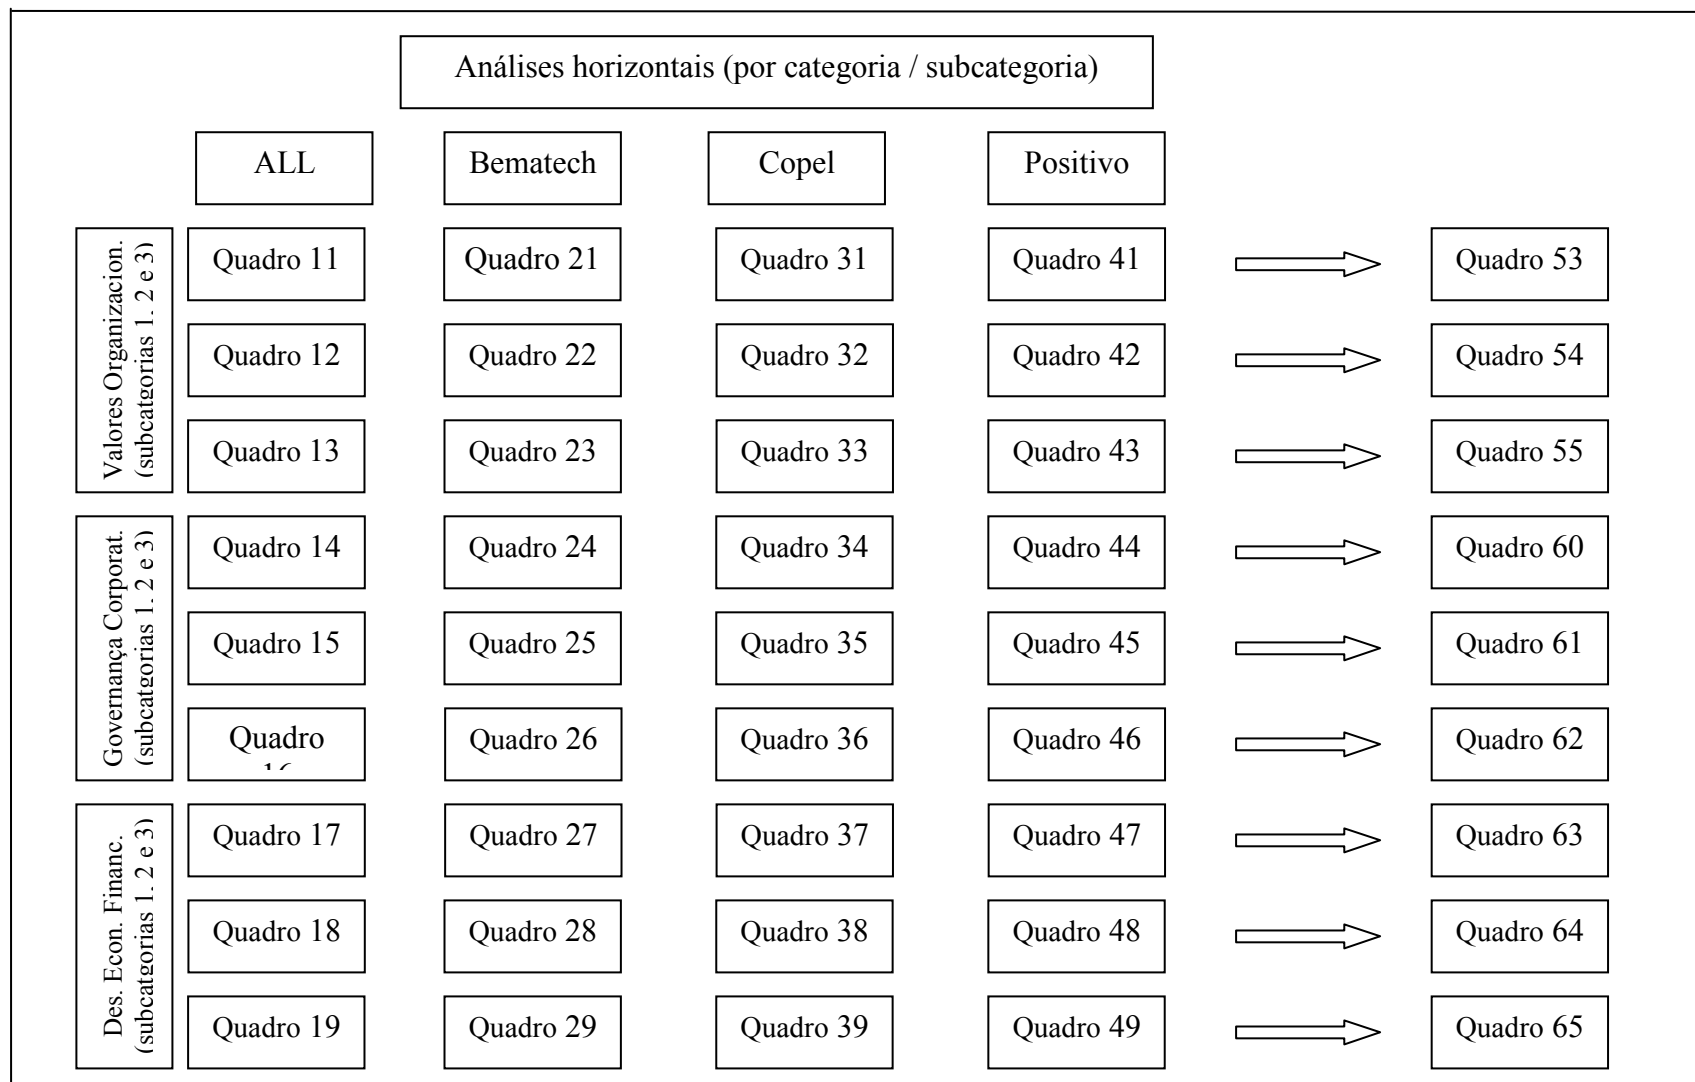 Análises horizontais (por categoria / subcategoria)
ALL
Bematech
Copel
Positivo
Valores Organizacion.
(subcatgorias 1, 2 e 3)
Quadro 11
Quadro 21
Quadro 31
Quadro 41
Quadro 53
Quadro 12
Quadro 22
Quadro 32
Quadro 42
Quadro 54
Quadro 13
Quadro 23
Quadro 33
Quadro 43
Quadro 55
Governança Corporat.
(subcatgorias 1, 2 e 3)
Quadro 14
Quadro 24
Quadro 34
Quadro 44
Quadro 60
Quadro 15
Quadro 25
Quadro 35
Quadro 45
Quadro 61
Quadro
16
Quadro 26
Quadro 36
Quadro 46
Quadro 62
Des. Econ. Financ.
(subcatgorias 1, 2 e 3)
Quadro 17
Quadro 27
Quadro 37
Quadro 47
Quadro 63
Quadro 18
Quadro 28
Quadro 38
Quadro 48
Quadro 64
Quadro 19
Quadro 29
Quadro 39
Quadro 49
Quadro 65